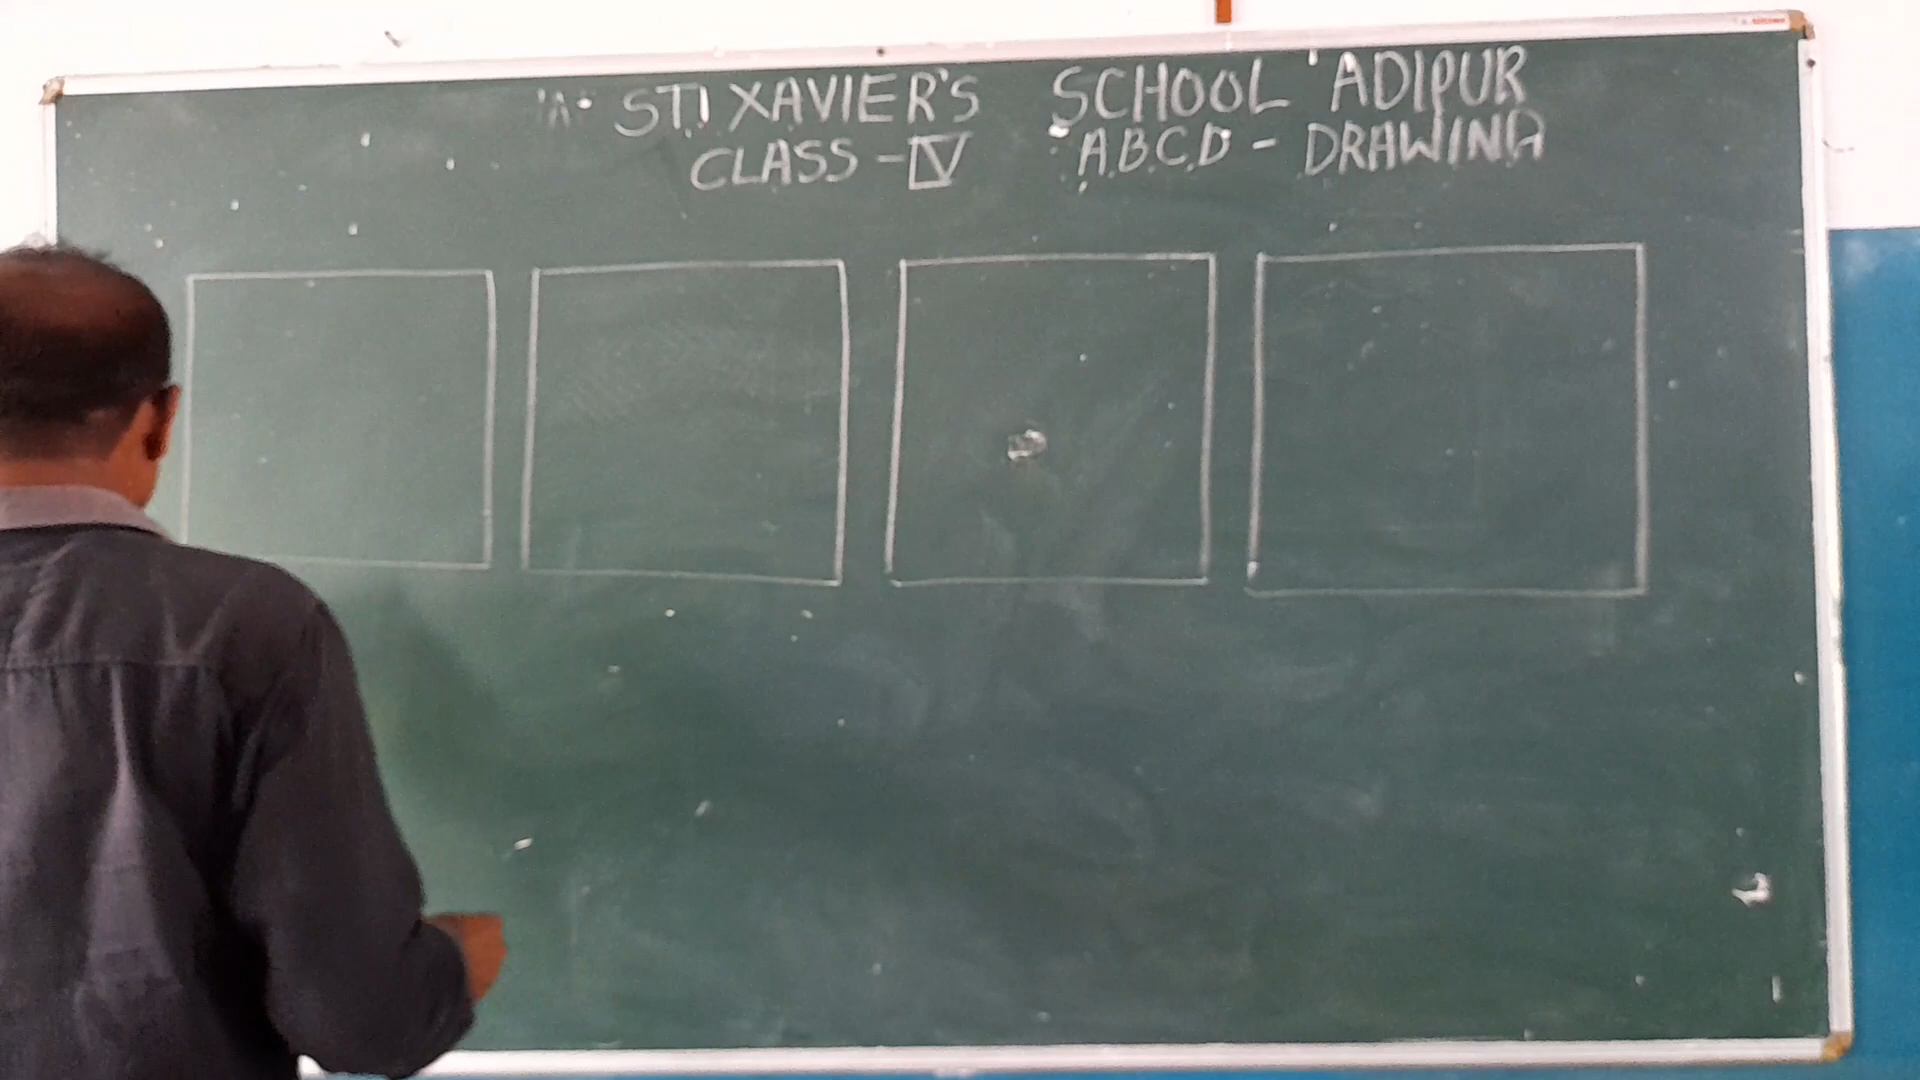 ST. XAVIER'S SCHOOL ADIPUR
CLASS - IV A.B.C.D - DRAWING